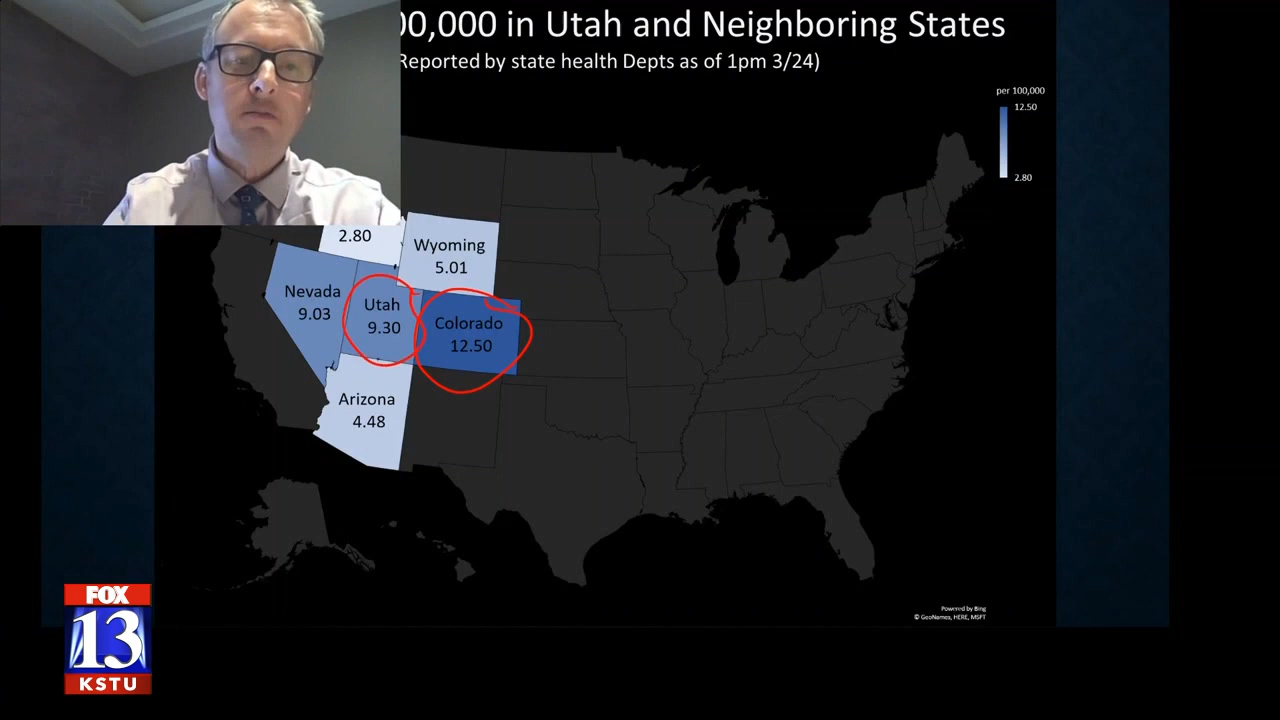 00,000 in Utah and Neighboring States
Reported by state health Depts as of 1pm 3/24)
per 100,000
12.50
2.80
2.80
Wyoming
5.01
Nevada
9.03
Utah
9.30
Colorado
12.50
Arizona
4.48
Powered by Bing
© GeoNames, HERE, MSFT
FOX
13
KSTU